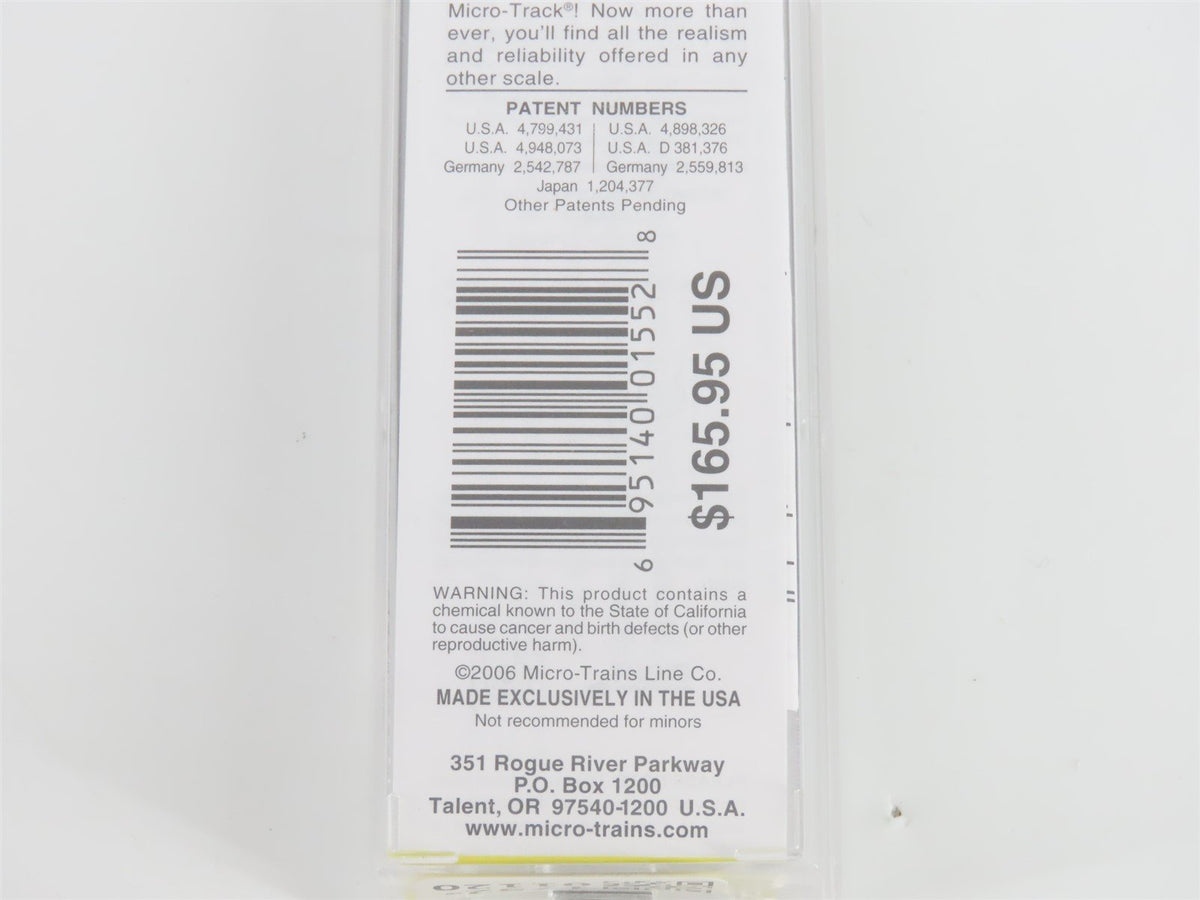 Micro-Track®! Now more than
ever, you'll find all the realism
and reliability offered in any
other scale.
PATENT NUMBERS
U.S.A. 4,799,431 | U.S.A. 4,898,326
U.S.A. 4,948,073 | U.S.A. D 381,376
Germany 2,542,787 | Germany 2,559,813
Japan 1,204,377
Other Patents Pending
6 95140 01552 8
$165.95 US
WARNING: This product contains a
chemical known to the State of California
to cause cancer and birth defects (or other
reproductive harm).
©2006 Micro-Trains Line Co.
MADE EXCLUSIVELY IN THE USA
Not recommended for minors
351 Rogue River Parkway
P.O. Box 1200
Talent, OR 97540-1200 U.S.A.
www.micro-trains.com